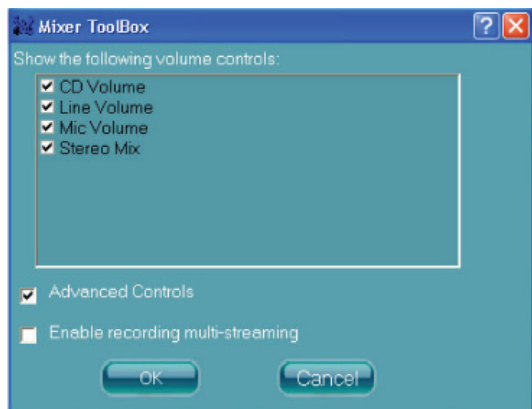 Mixer ToolBox
Show the following volume controls:
CD Volume
Line Volume
Mic Volume
Stereo Mix
Advanced Controls
Enable recording multi-streaming
OK
Cancel